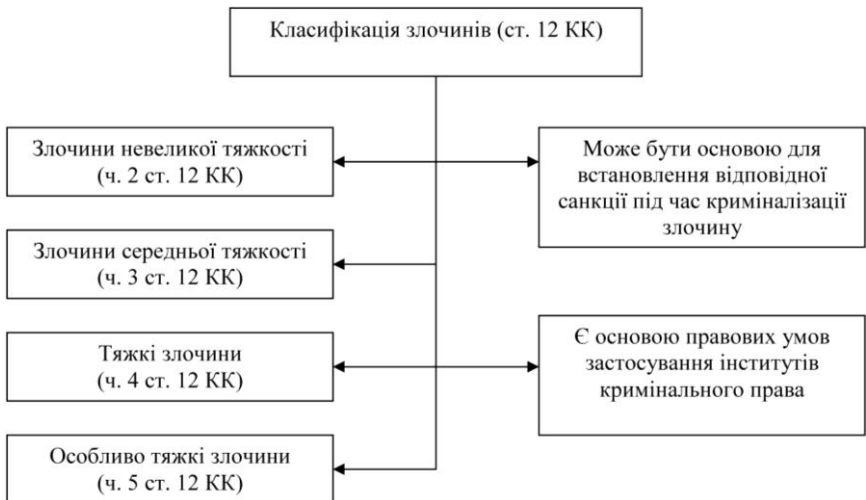 Класифікація злочинів (ст. 12 КК)
Злочини невеликої тяжкості
(ч. 2 ст. 12 КК)
Може бути основою для
встановлення відповідної
санкції під час криміналізації
злочину
Злочини середньої тяжкості
(ч. 3 ст. 12 КК)
Тяжкі злочини
(ч. 4 ст. 12 КК)
Є основою правових умов
застосування інститутів
кримінального права
Особливо тяжкі злочини
(ч. 5 ст. 12 КК)